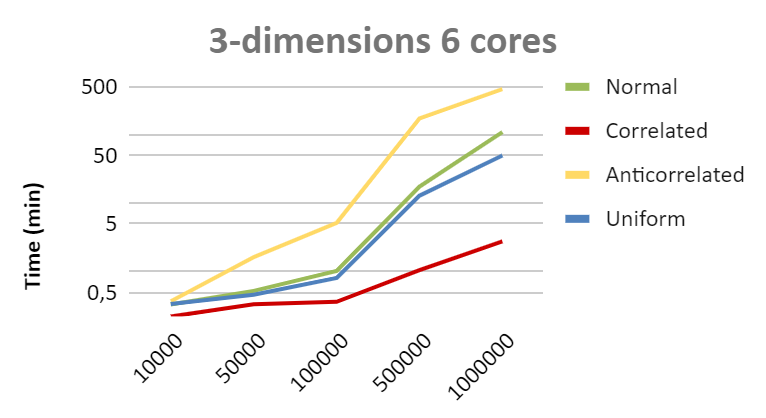 3-dimensions 6 cores
500
50
5
0,5
Time (min)
10000
50000
100000
500000
1000000
Normal
Correlated
Anticorrelated
Uniform